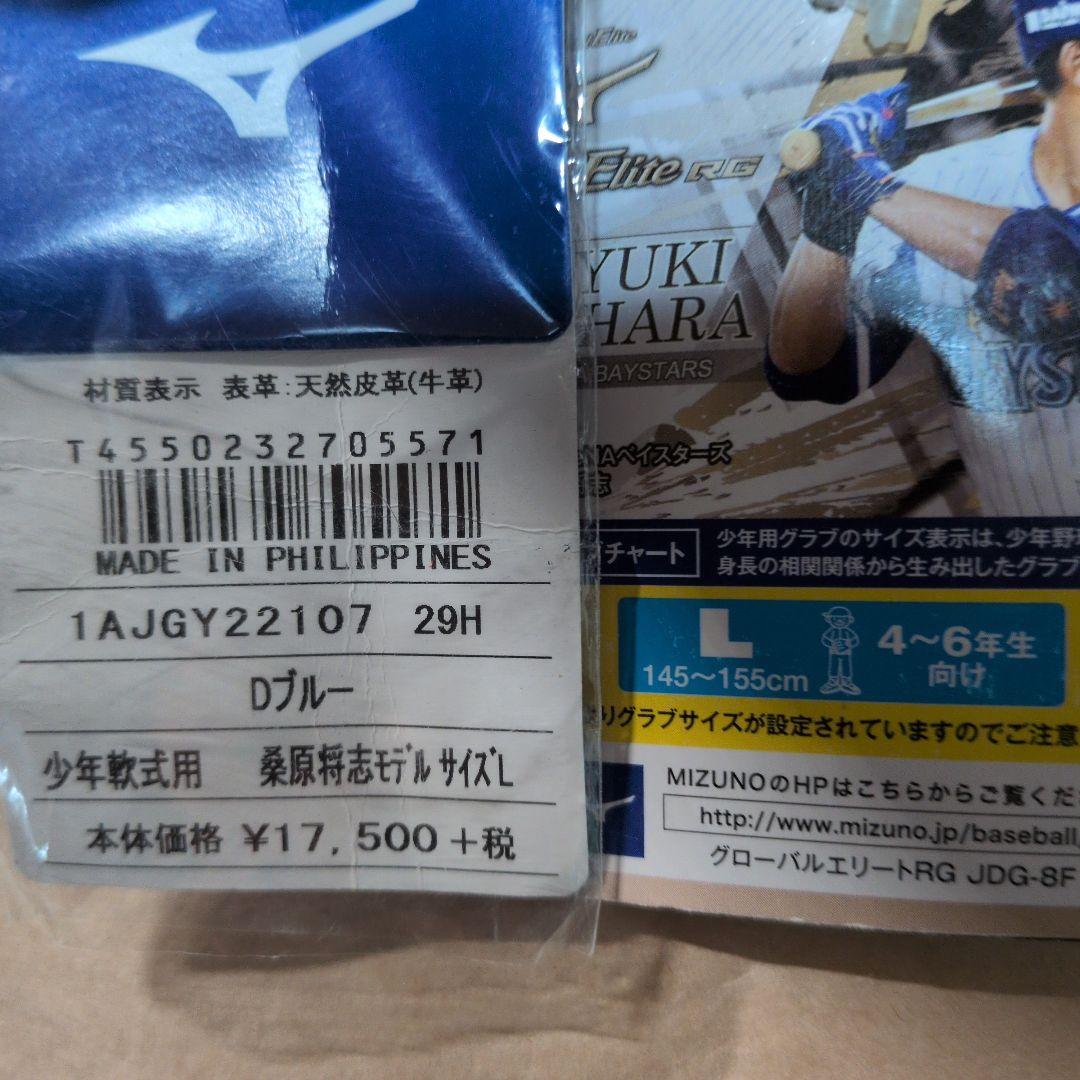 材質表示 表革:天然皮革(牛革)
T4550232705571
MADE IN PHILIPPINES
1AJGY22107 29H
Dブルー
少年軟式用 桑原将志モデル サイズL
本体価格 ¥17,500+税
Elite
Elite RG
YUKI
HARA
BAYSTARS
NAベイスターズ
志
チャート
少年用グラブのサイズ表示は、少年野
身長の相関関係から生み出したグラブ
L
145〜155cm
4〜6年生
向け
りグラブサイズが設定されていますのでご注意
MIZUNOのHPはこちらからご覧くだ
http://www.mizuno.jp/baseball
グローバルエリートRG JDG-8F